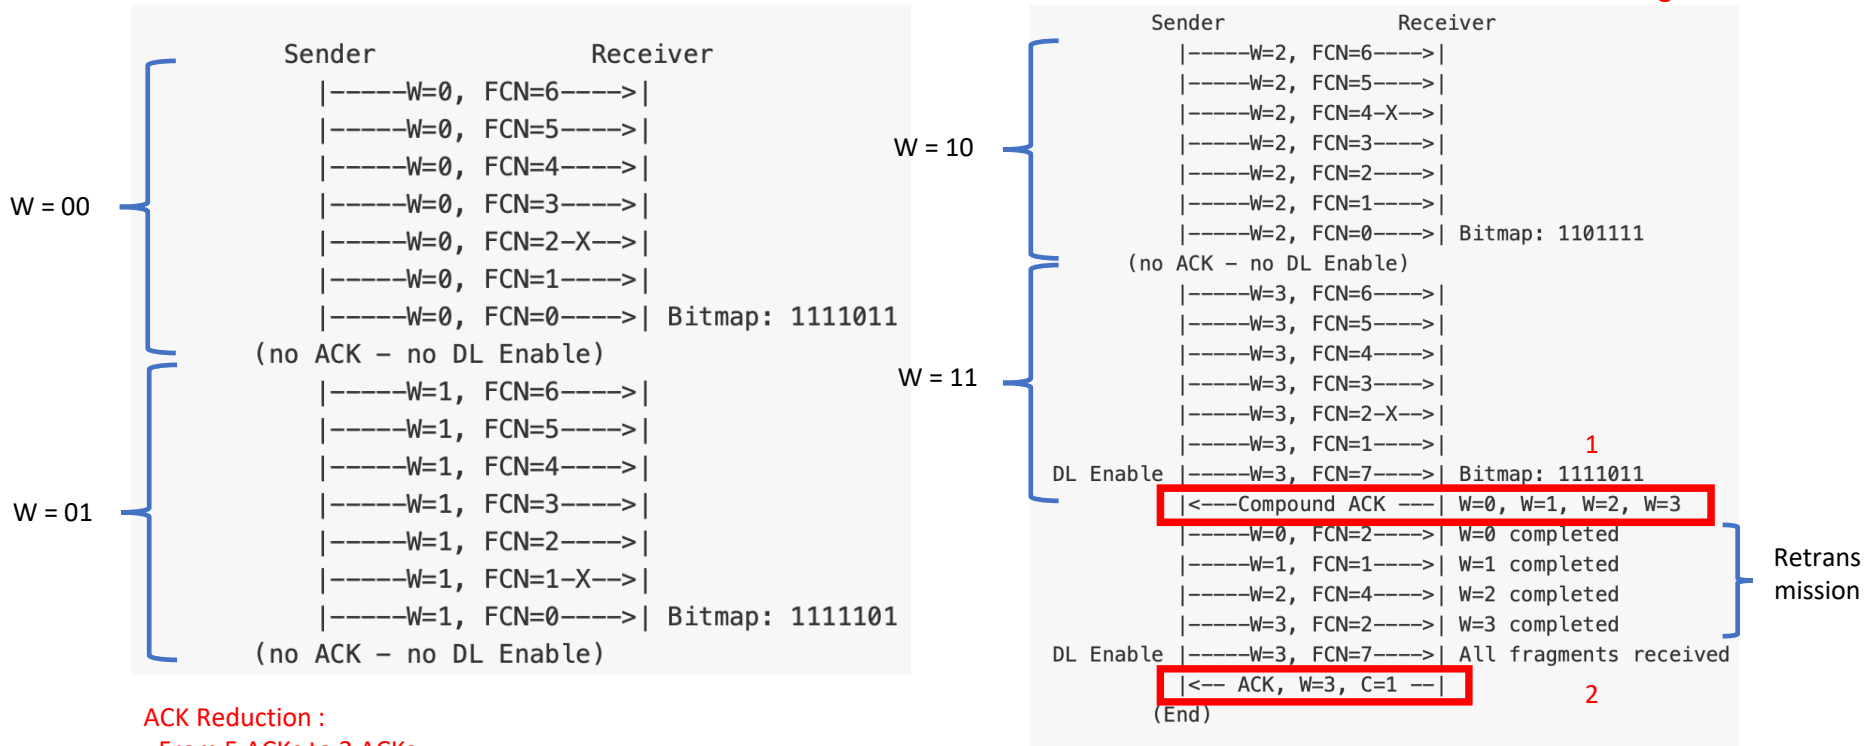 Sender Receiver
|-----W=0, FCN=6---->|
|-----W=0, FCN=5---->|
|-----W=0, FCN=4---->|
W = 00
|-----W=0, FCN=3---->|
|-----W=0, FCN=2-X-->|
|-----W=0, FCN=1---->|
|-----W=0, FCN=0---->| Bitmap: 1111011
(no ACK – no DL Enable)
|-----W=1, FCN=6---->|
|-----W=1, FCN=5---->|
|-----W=1, FCN=4---->|
W = 01
|-----W=1, FCN=3---->|
|-----W=1, FCN=2---->|
|-----W=1, FCN=1-X-->|
|-----W=1, FCN=0---->| Bitmap: 1111101
(no ACK – no DL Enable)
ACK Reduction :
Sender Receiver
|-----W=2, FCN=6---->|
|-----W=2, FCN=5---->|
|-----W=2, FCN=4-X-->|
W = 10
|-----W=2, FCN=3---->|
|-----W=2, FCN=2---->|
|-----W=2, FCN=1---->|
|-----W=2, FCN=0---->| Bitmap: 1101111
(no ACK – no DL Enable)
|-----W=3, FCN=6---->|
|-----W=3, FCN=5---->|
|-----W=3, FCN=4---->|
W = 11
|-----W=3, FCN=3---->|
|-----W=3, FCN=2-X-->|
|-----W=3, FCN=1---->| 1
DL Enable |-----W=3, FCN=7---->| Bitmap: 1111011
|<---Compound ACK ---| W=0, W=1, W=2, W=3
|-----W=0, FCN=2---->| W=0 completed
|-----W=1, FCN=1---->| W=1 completed
|-----W=2, FCN=4---->| W=2 completed
|-----W=3, FCN=2---->| W=3 completed
Retrans
mission
DL Enable |-----W=3, FCN=7---->| All fragments received
|<-- ACK, W=3, C=1 --| 2
(End)